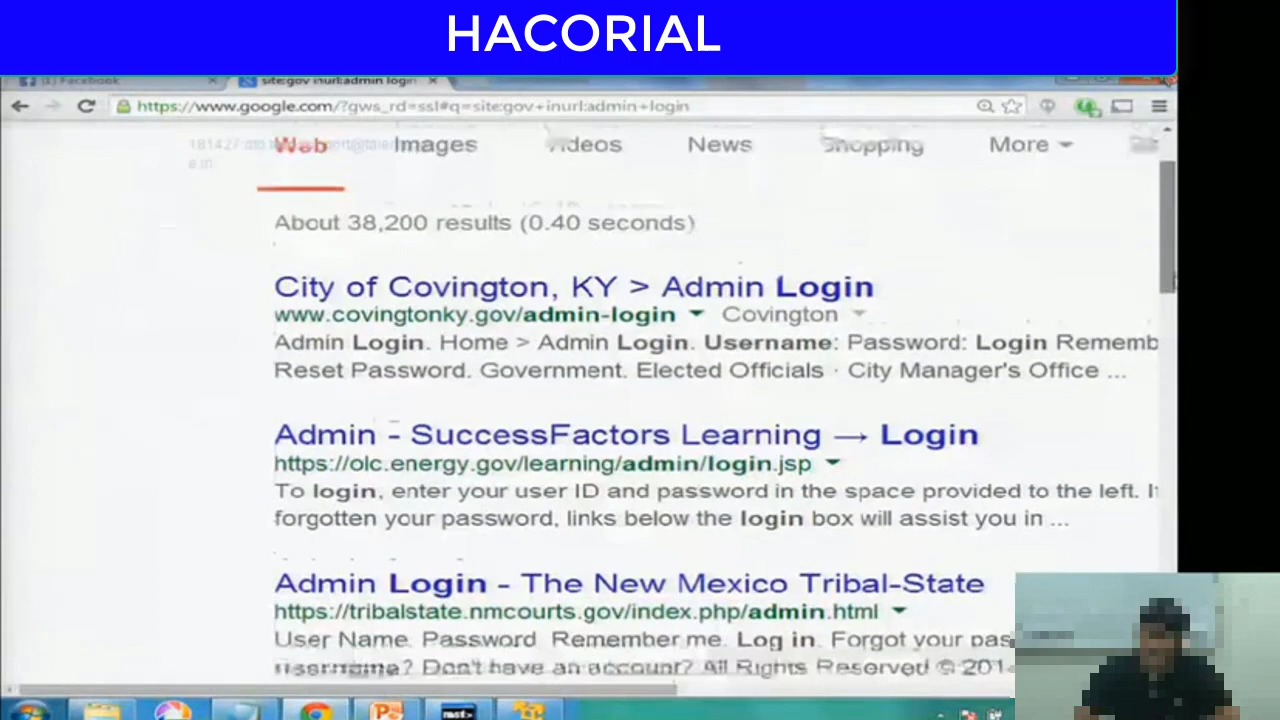 HACORIAL
Facebook
site:gov inurl:admin login
https://www.google.com/?gws_rd=ssl#q=site:gov+inurl:admin+login
Web Images Videos News Shopping More
About 38,200 results (0.40 seconds)
City of Covington, KY > Admin Login
www.covingtonky.gov/admin-login Covington
Admin Login. Home > Admin Login. Username: Password: Login Rememb
Reset Password. Government. Elected Officials · City Manager's Office ...
Admin - SuccessFactors Learning → Login
https://olc.energy.gov/learning/admin/login.jsp
To login, enter your user ID and password in the space provided to the left. I
forgotten your password, links below the login box will assist you in ...
Admin Login - The New Mexico Tribal-State
https://tribalstate.nmcourts.gov/index.php/admin.html
User Name. Password Remember me. Log in. Forgot your pas
username? Don't have an account? All Rights Reserved © 201